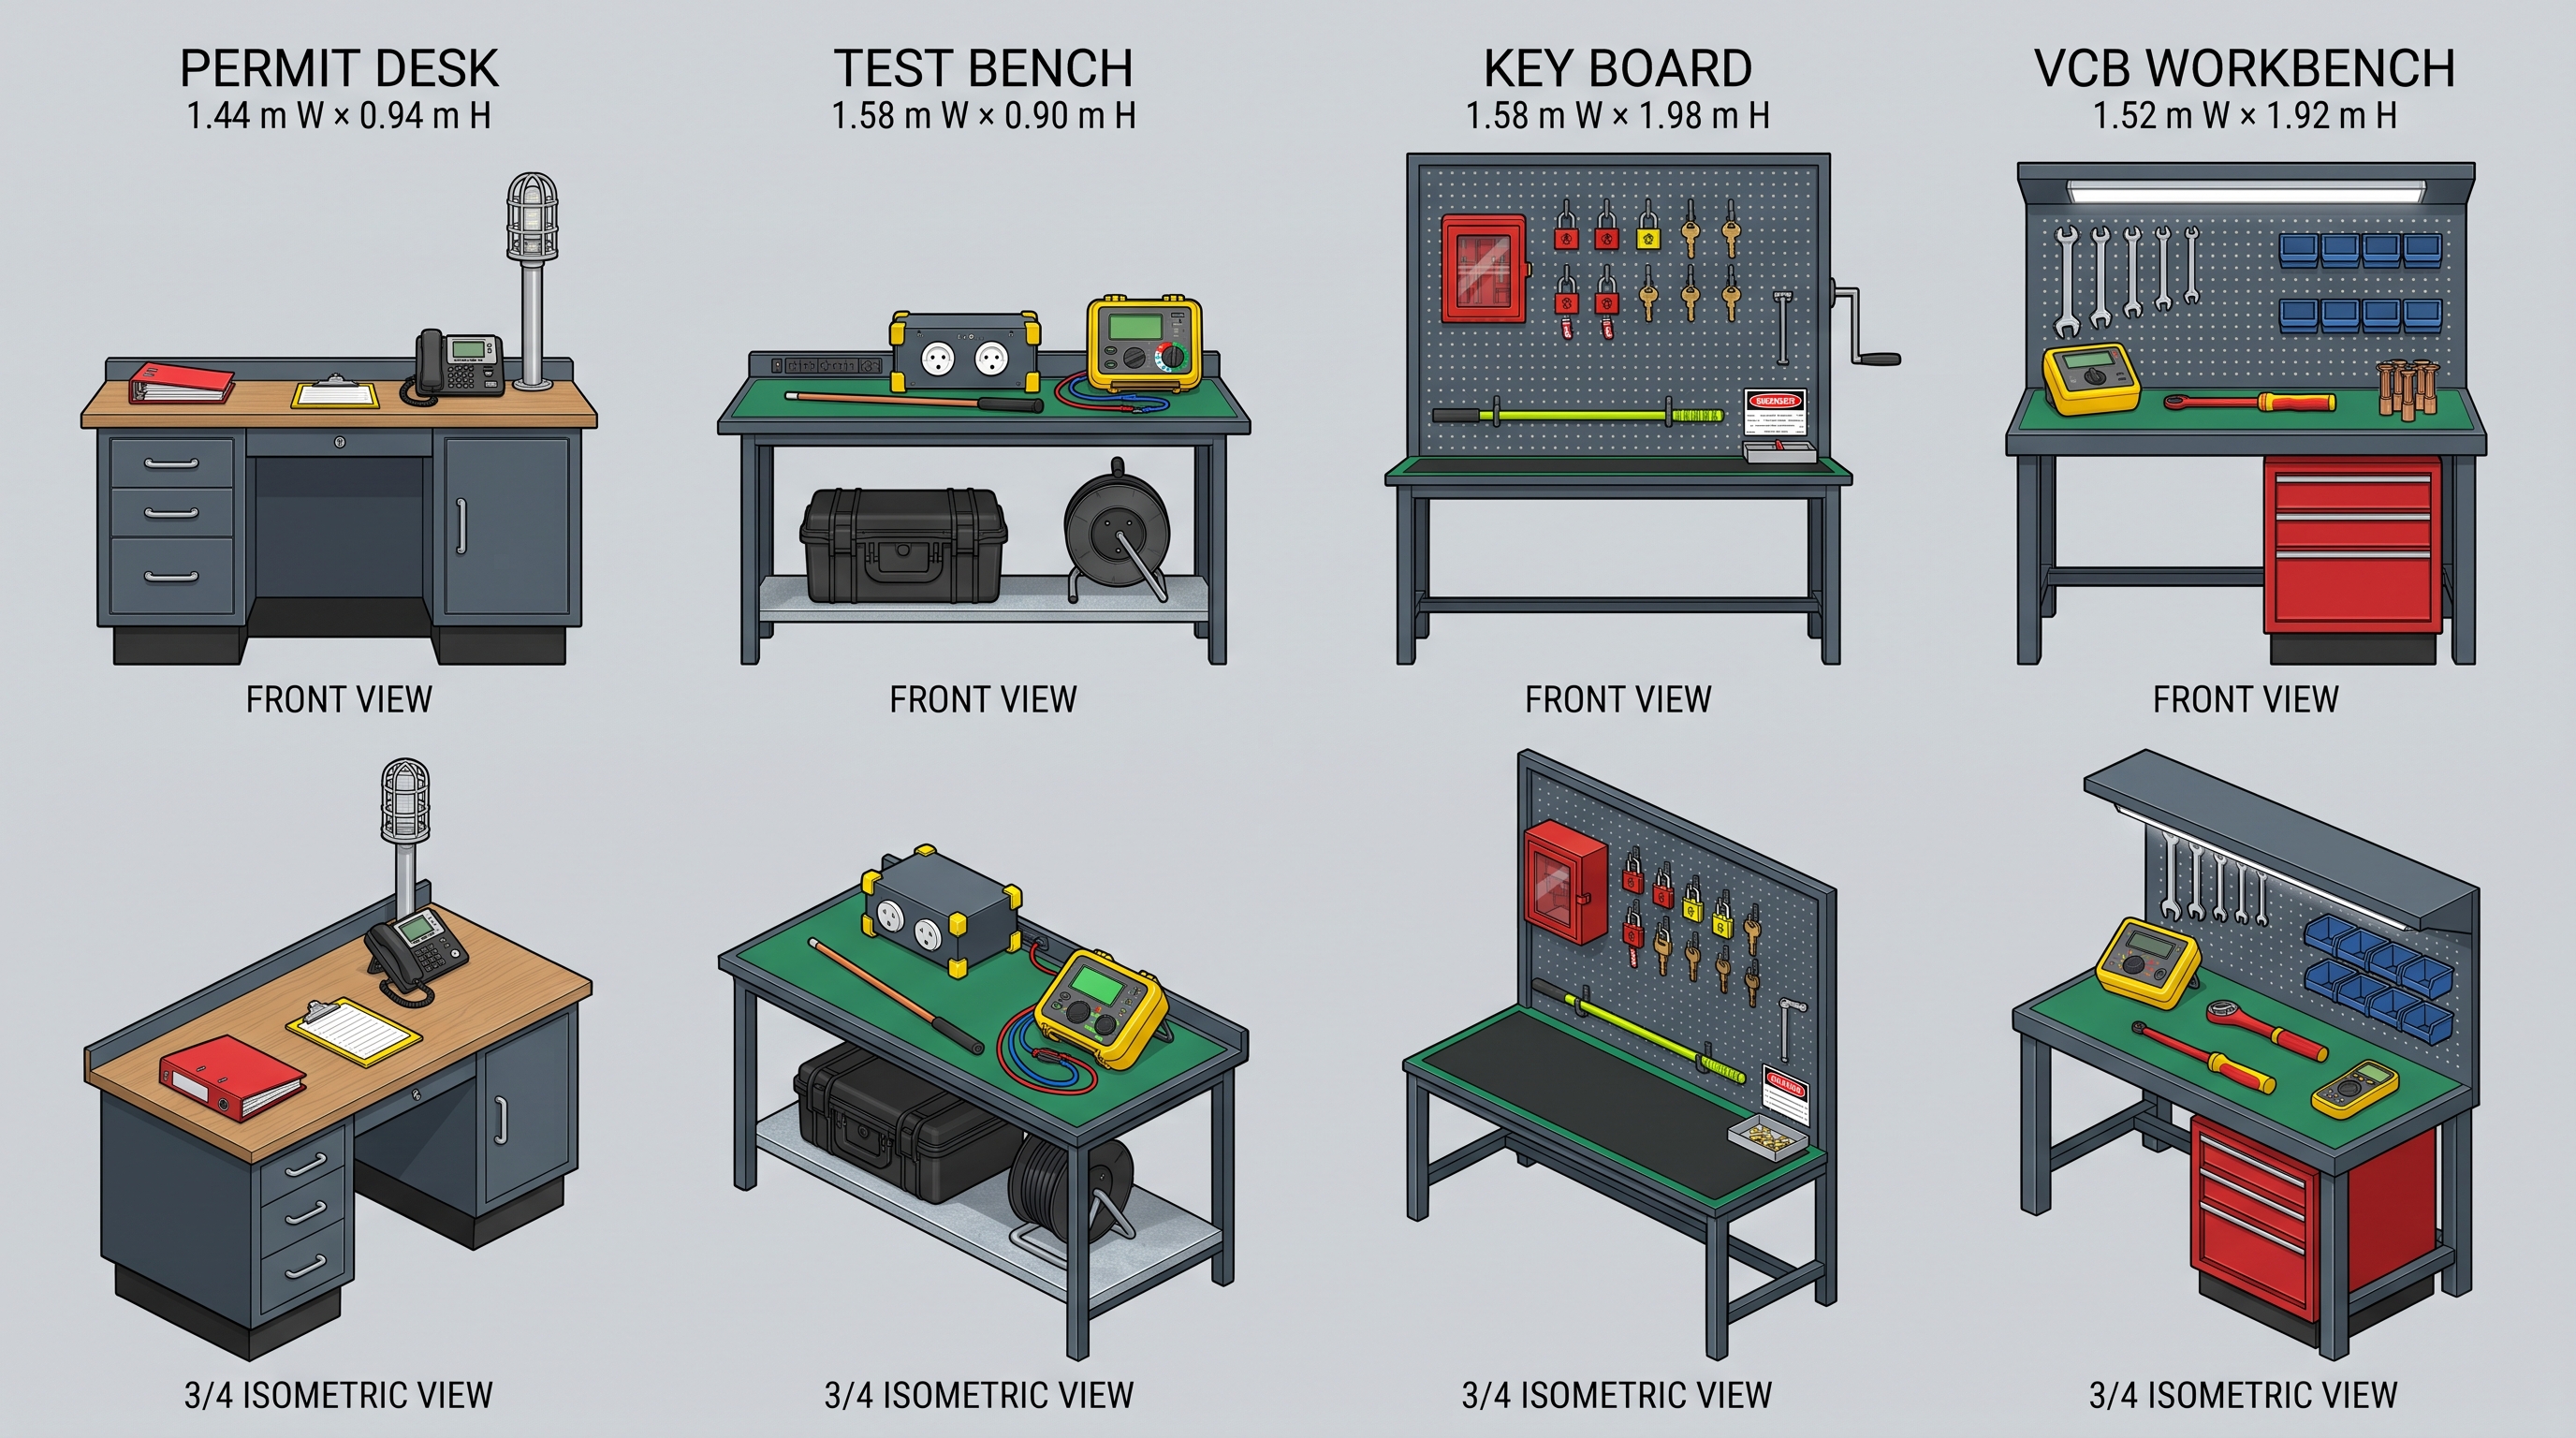 PERMIT DESK
1.44 m W × 0.94 m H
TEST BENCH
1.58 m W × 0.90 m H
KEY BOARD
1.58 m W × 1.98 m H
VCB WORKBENCH
1.52 m W × 1.92 m H
FRONT VIEW
FRONT VIEW
FRONT VIEW
FRONT VIEW
3/4 ISOMETRIC VIEW
3/4 ISOMETRIC VIEW
3/4 ISOMETRIC VIEW
3/4 ISOMETRIC VIEW